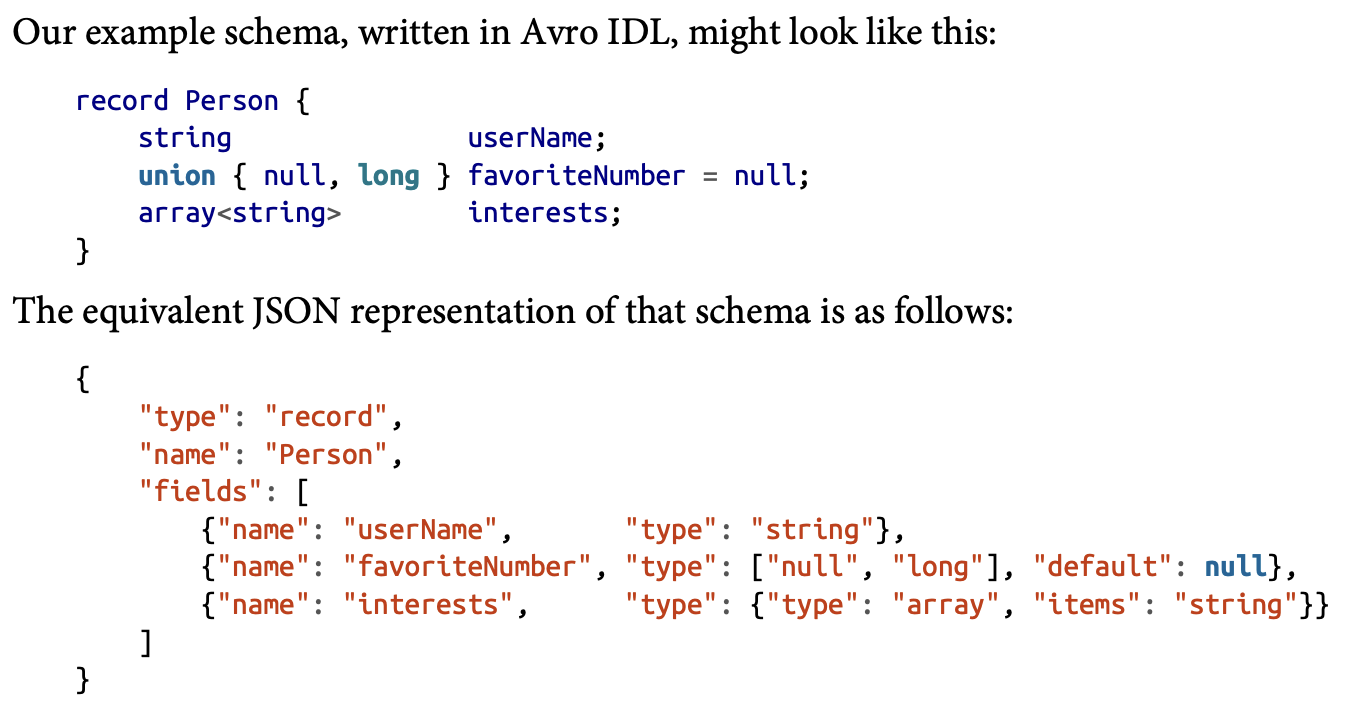 Our example schema, written in Avro IDL, might look like this:
record Person {
    string               userName;
    union { null, long } favoriteNumber = null;
    array<string>        interests;
}
The equivalent JSON representation of that schema is as follows:
{
    "type": "record",
    "name": "Person",
    "fields": [
        {"name": "userName",       "type": "string"},
        {"name": "favoriteNumber", "type": ["null", "long"], "default": null},
        {"name": "interests",      "type": {"type": "array", "items": "string"}}
    ]
}